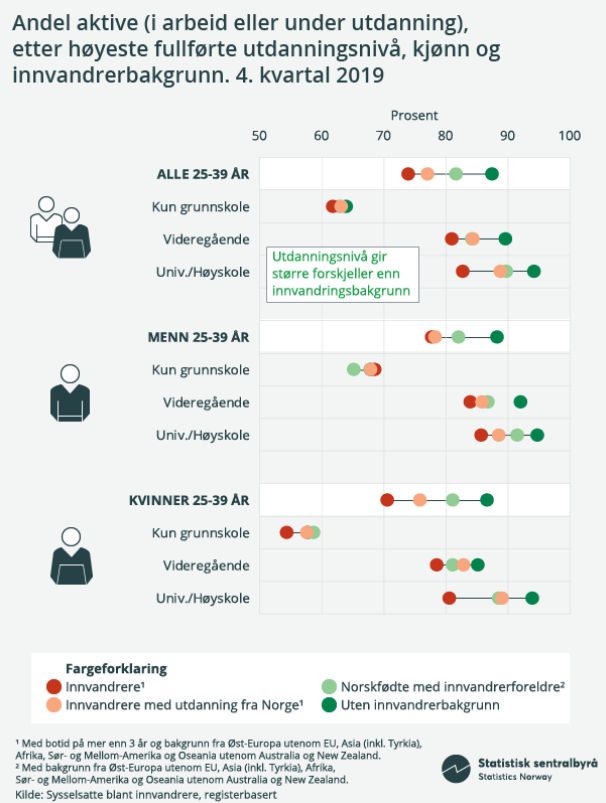 Andel aktive (i arbeid eller under utdanning),
etter høyeste fullførte utdanningsnivå, kjønn og
innvandrerbakgrunn. 4. kvartal 2019
Prosent
50 60 70 80 90 100
ALLE 25-39 ÅR
Kun grunnskole
Videregående
Univ./Høyskole
Utdanningsnivå gir
større forskjeller enn
innvandringsbakgrunn
MENN 25-39 ÅR
Kun grunnskole
Videregående
Univ./Høyskole
KVINNER 25-39 ÅR
Kun grunnskole
Videregående
Univ./Høyskole
Fargeforklaring
Innvandrere¹
Norskfødte med innvandrerforeldre²
Innvandrere med utdanning fra Norge¹
Uten innvandrerbakgrunn
¹ Med botid på mer enn 3 år og bakgrunn fra Øst-Europa utenom EU, Asia (inkl. Tyrkia),
Afrika, Sør- og Mellom-Amerika og Oseania utenom Australia og New Zealand.
² Med bakgrunn fra Øst-Europa utenom EU, Asia (inkl. Tyrkia), Afrika,
Sør- og Mellom-Amerika og Oseania utenom Australia og New Zealand.
Kilde: Sysselsatte blant innvandrere, registerbasert
Statistisk sentralbyrå
Statistics Norway